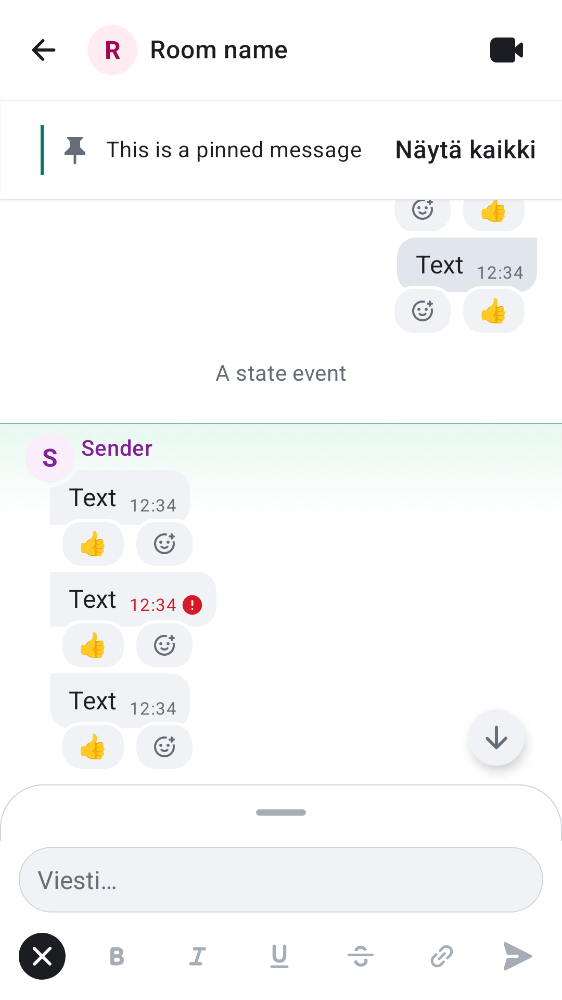 R Room name
This is a pinned message Näytä kaikki
Text 12:34
A state event
S Sender
Text 12:34
Text 12:34
Text 12:34
Viesti…
B I U S